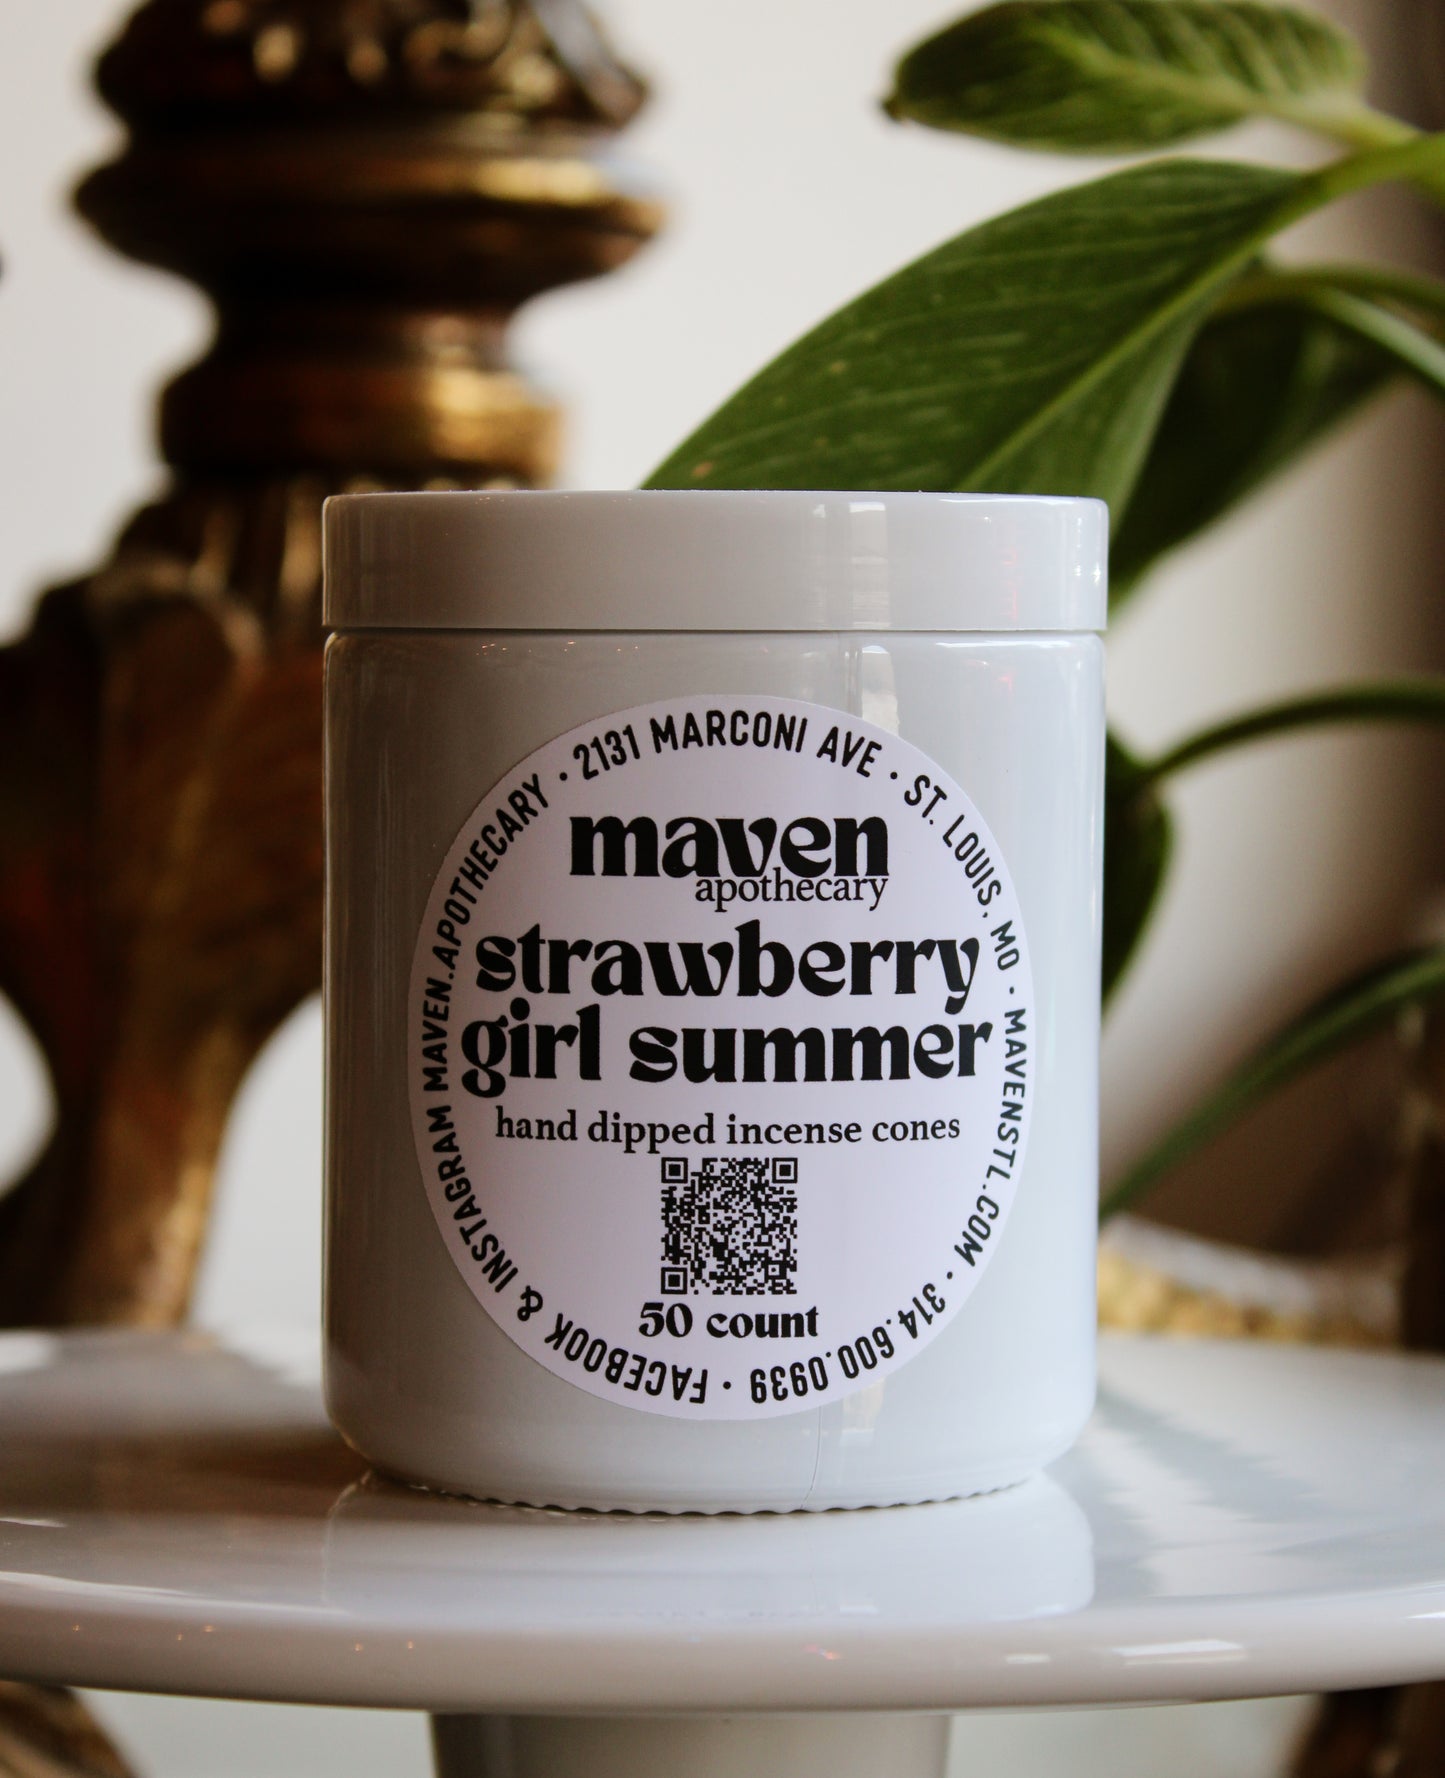 maven
apothecary
strawberry
girl summer
hand dipped incense cones
50 count
2131 MARCONI AVE • ST. LOUIS, MO • MAVENSTL.COM • 314.600.0939 • FACEBOOK & INSTAGRAM MAVEN.APOTHECARY •